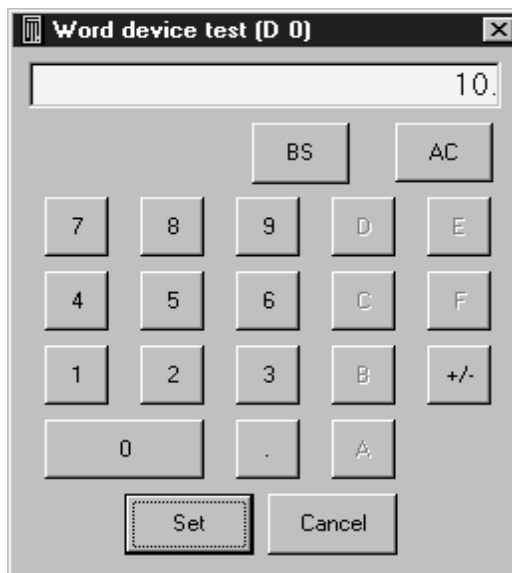 Word device test (D 0)
10.
BS AC
7 8 9 D E
4 5 6 C F
1 2 3 B +/-
0 . A
Set Cancel